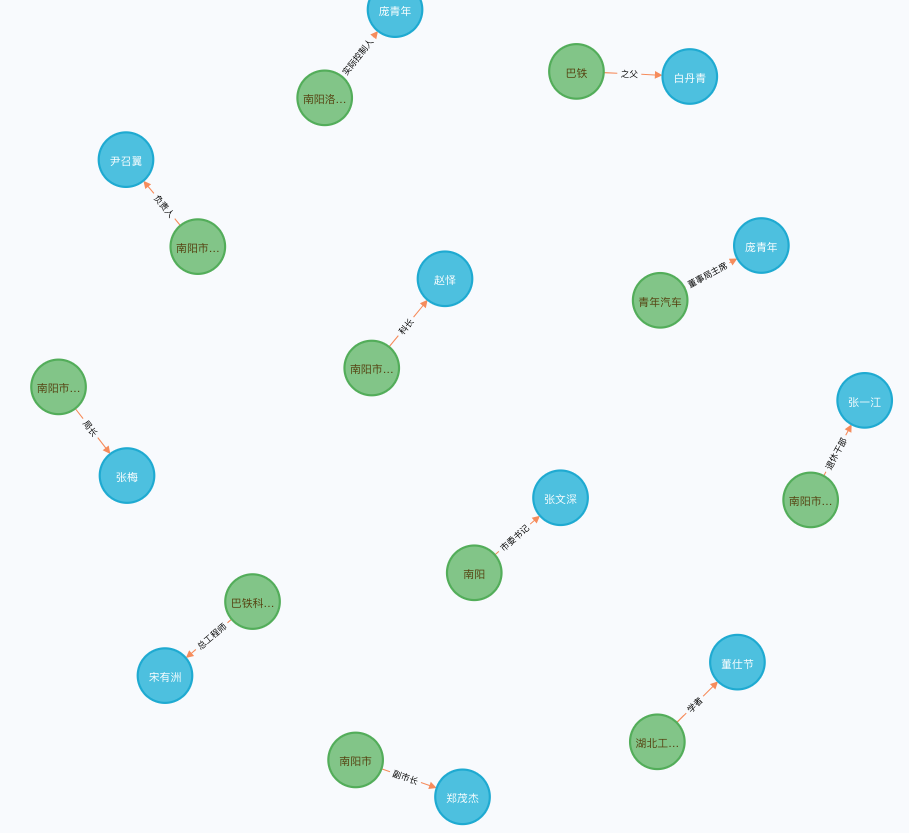 庞青年
实际控制人
南阳洛...
巴铁
之父
白丹青
尹召翼
负责人
南阳市...
赵怿
科长
南阳市...
庞青年
董事局主席
青年汽车
南阳市...
局长
张梅
张一江
退休干部
南阳市...
张文深
市委书记
南阳
巴铁科...
总工程师
宋有洲
董仕节
学者
湖北工...
南阳市
副市长
郑茂杰